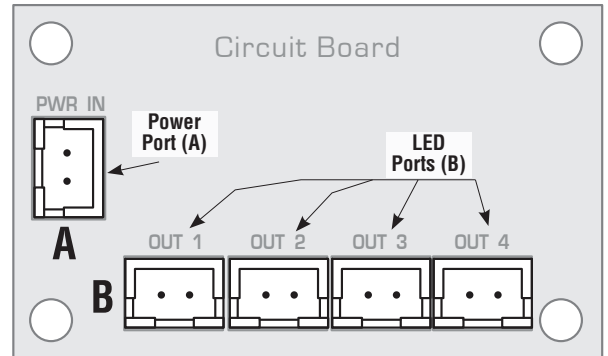 Circuit Board
PWR IN
Power
Port (A)
LED
Ports (B)
A
OUT 1 OUT 2 OUT 3 OUT 4
B